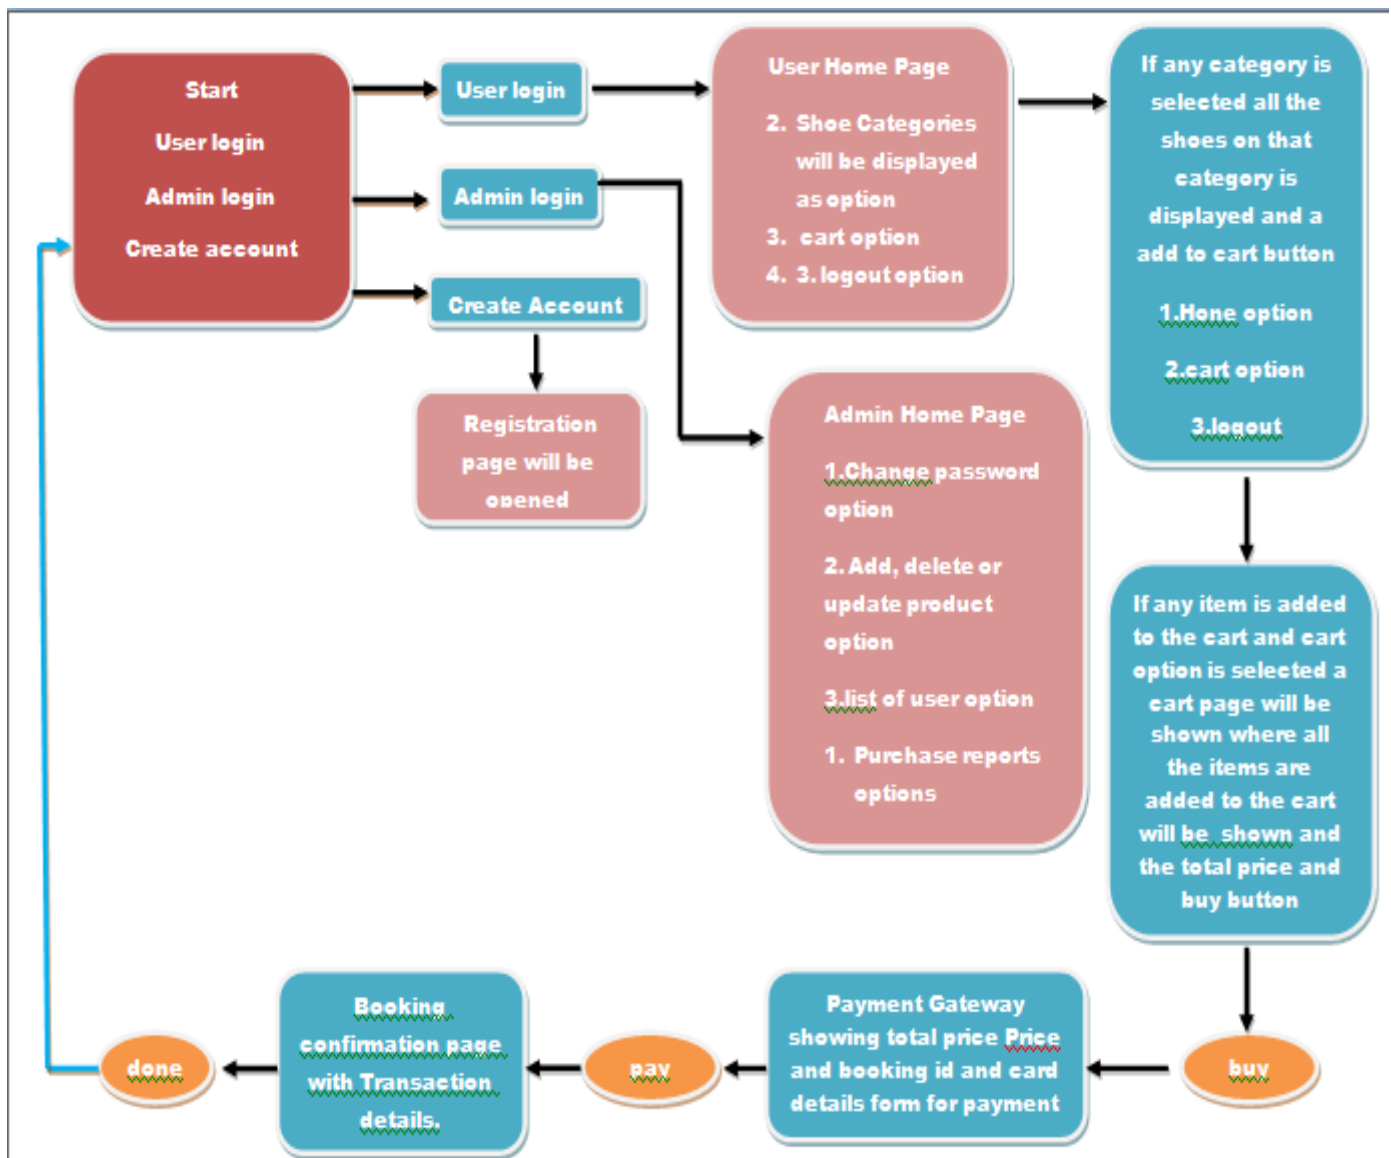 Start
User login
Admin login
Create account
User login
Admin login
Create Account
Registration
page will be
opened
User Home Page
2. Shoe Categories
will be displayed
as option
3. cart option
4. 3. logout option
Admin Home Page
1.Change password
option
2. Add, delete or
update product
option
3.list of user option
1. Purchase reports
options
If any category is
selected all the
shoes on that
category is
displayed and a
add to cart button
1.Hone option
2.cart option
3.logout
If any item is added
to the cart and cart
option is selected a
cart page will be
shown where all
the items are
added to the cart
will be shown and
the total price and
buy button
buy
Payment Gateway
showing total price Price
and booking id and card
details form for payment
pay
Booking
confirmation page
with Transaction
details.
done